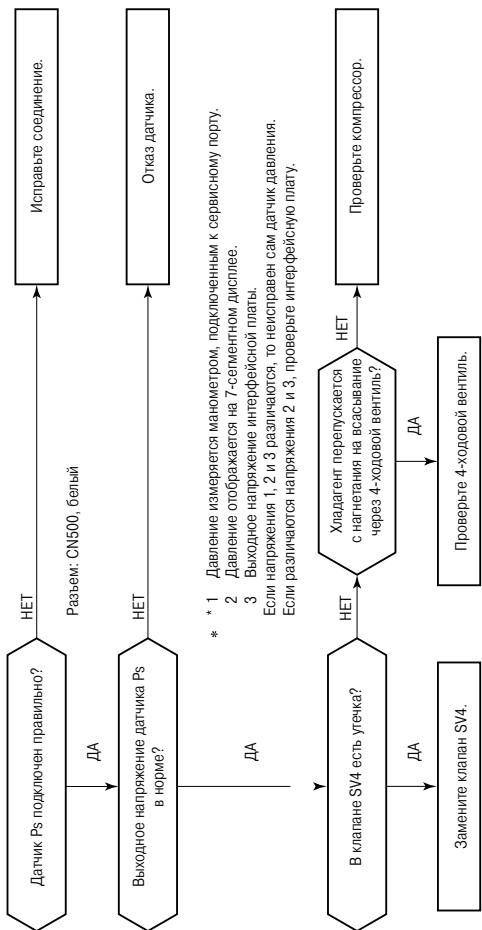 Датчик Ps подключен правильно?
НЕТ
Исправьте соединение.
Разъем: CN500, белый
ДА
Выходное напряжение датчика Ps
в норме?
НЕТ
Отказ датчика.
ДА
* * 1 Давление измеряется манометром, подключенным к сервисному порту.
2 Давление отображается на 7-сегментном дисплее.
3 Выходное напряжение интерфейсной платы.
Если напряжения 1, 2 и 3 различаются, то неисправен сам датчик давления.
Если различаются напряжения 2 и 3, проверьте интерфейсную плату.
В клапане SV4 есть утечка?
НЕТ
Хладагент перепускается
с нагнетания на всасывание
через 4-ходовой вентиль?
НЕТ
Проверьте компрессор.
ДА
Замените клапан SV4.
ДА
Проверьте 4-ходовой вентиль.